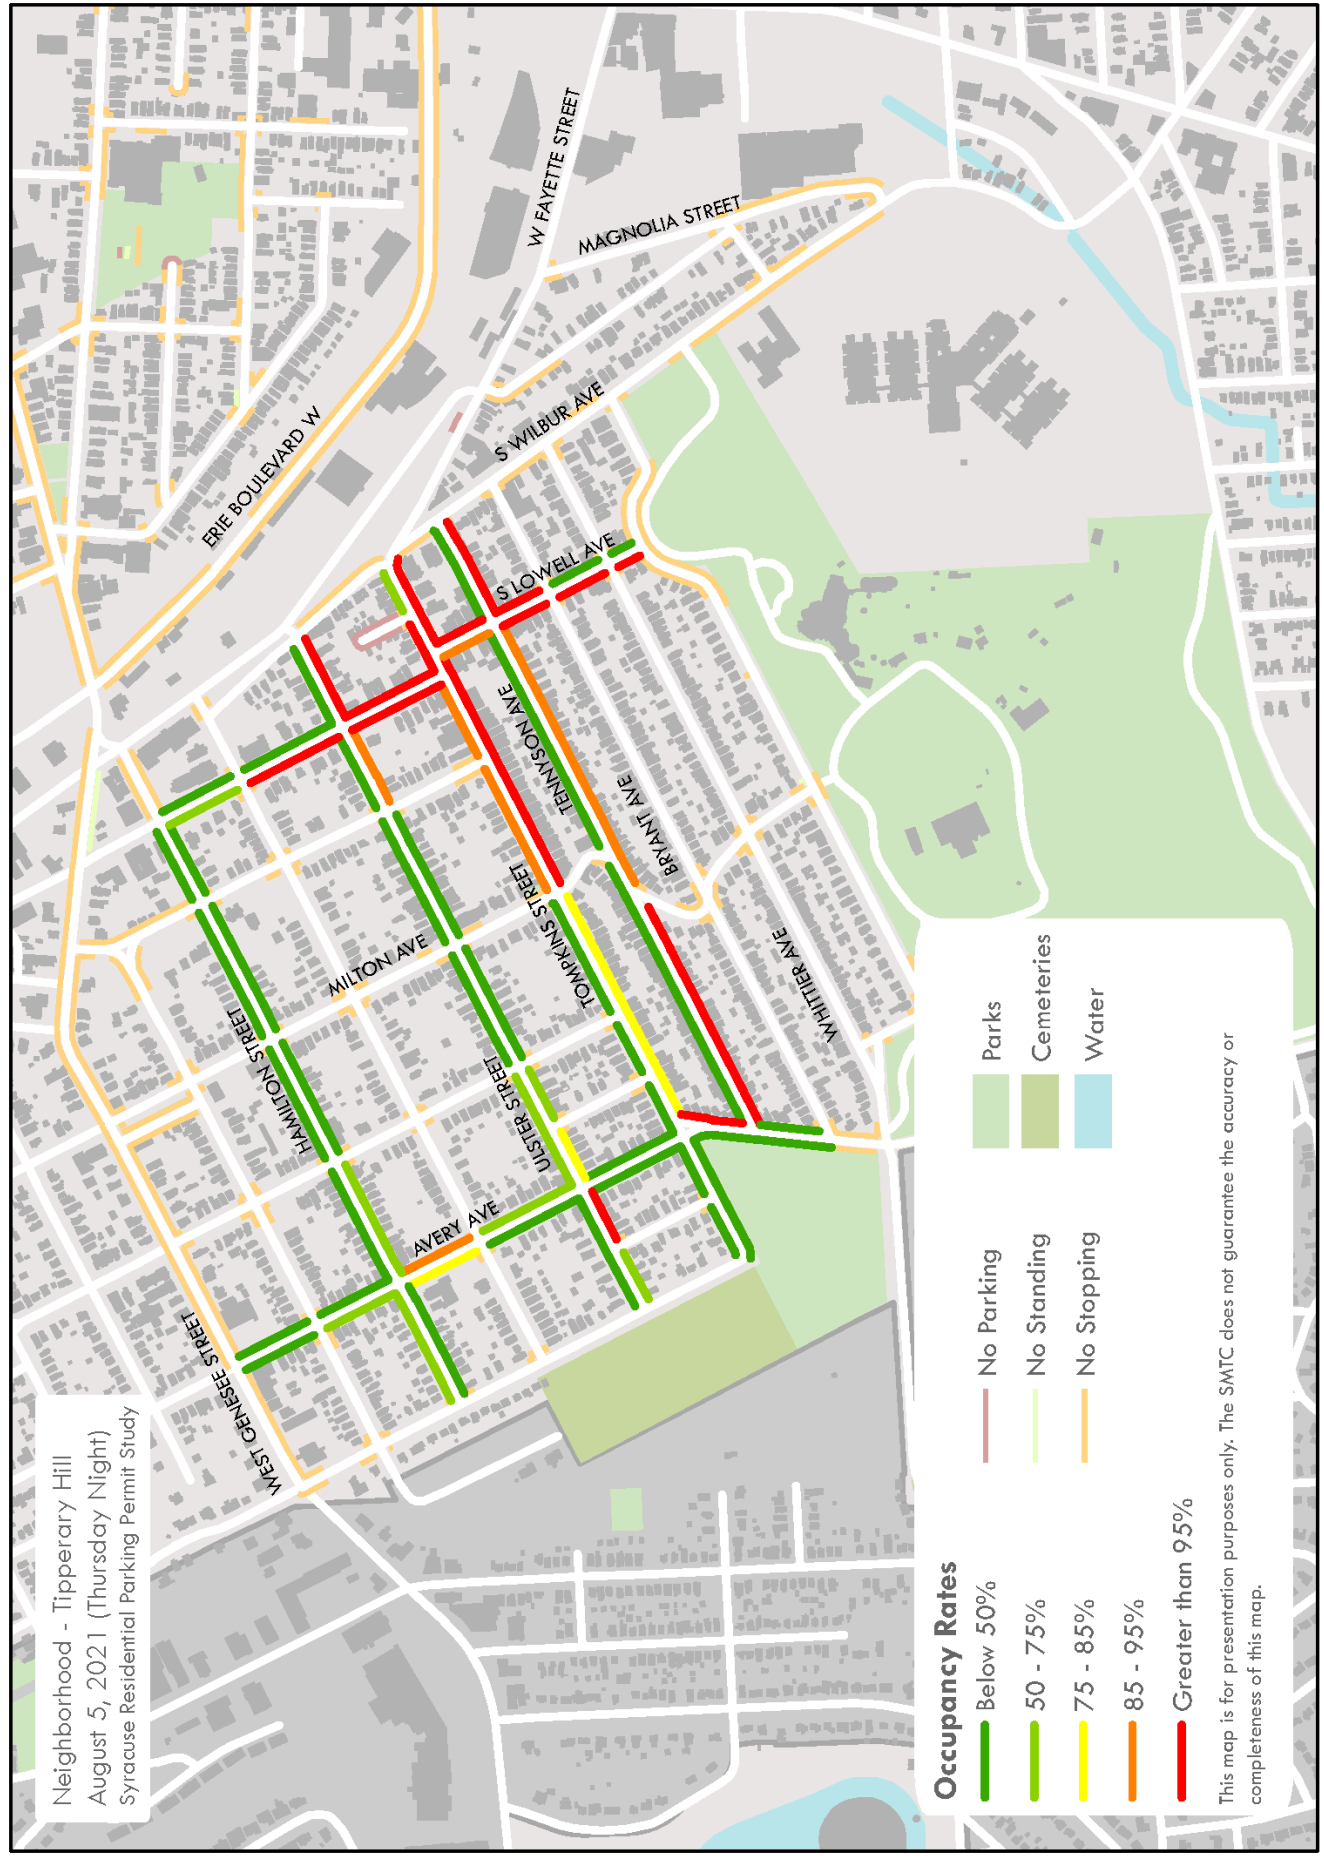 Neighborhood - Tipperary Hill
August 5, 2021 (Thursday Night)
Syracuse Residential Parking Permit Study
WEST GENESEE STREET
AVERY AVE
HAMILTON STREET
ULSTER STREET
MILTON AVE
TOMPKINS STREET
TENNYSON AVE
BRYANT AVE
WHITTIER AVE
S LOWELL AVE
S WILBUR AVE
ERIE BOULEVARD W
W FAYETTE STREET
MAGNOLIA STREET
Occupancy Rates
Below 50%
50 - 75%
75 - 85%
85 - 95%
Greater than 95%
No Parking
No Standing
No Stopping
Parks
Cemeteries
Water
This map is for presentation purposes only. The SMTC does not guarantee the accuracy or
completeness of this map.